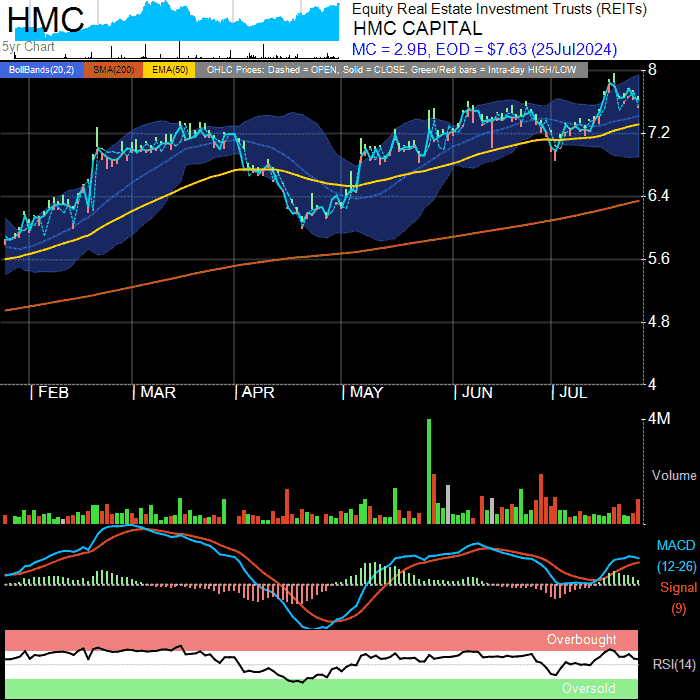 HMC
5yr Chart
Equity Real Estate Investment Trusts (REITs)
HMC CAPITAL
MC = 2.9B, EOD = $7.63 (25Jul2024)
BollBands(20,2) SMA(200) EMA(50) OHLC Prices: Dashed = OPEN, Solid = CLOSE, Green/Red bars = Intra-day HIGH/LOW
8
7.2
6.4
5.6
4.8
4
FEB MAR APR MAY JUN JUL
4M
Volume
MACD
(12-26)
Signal
(9)
Overbought
RSI(14)
Oversold